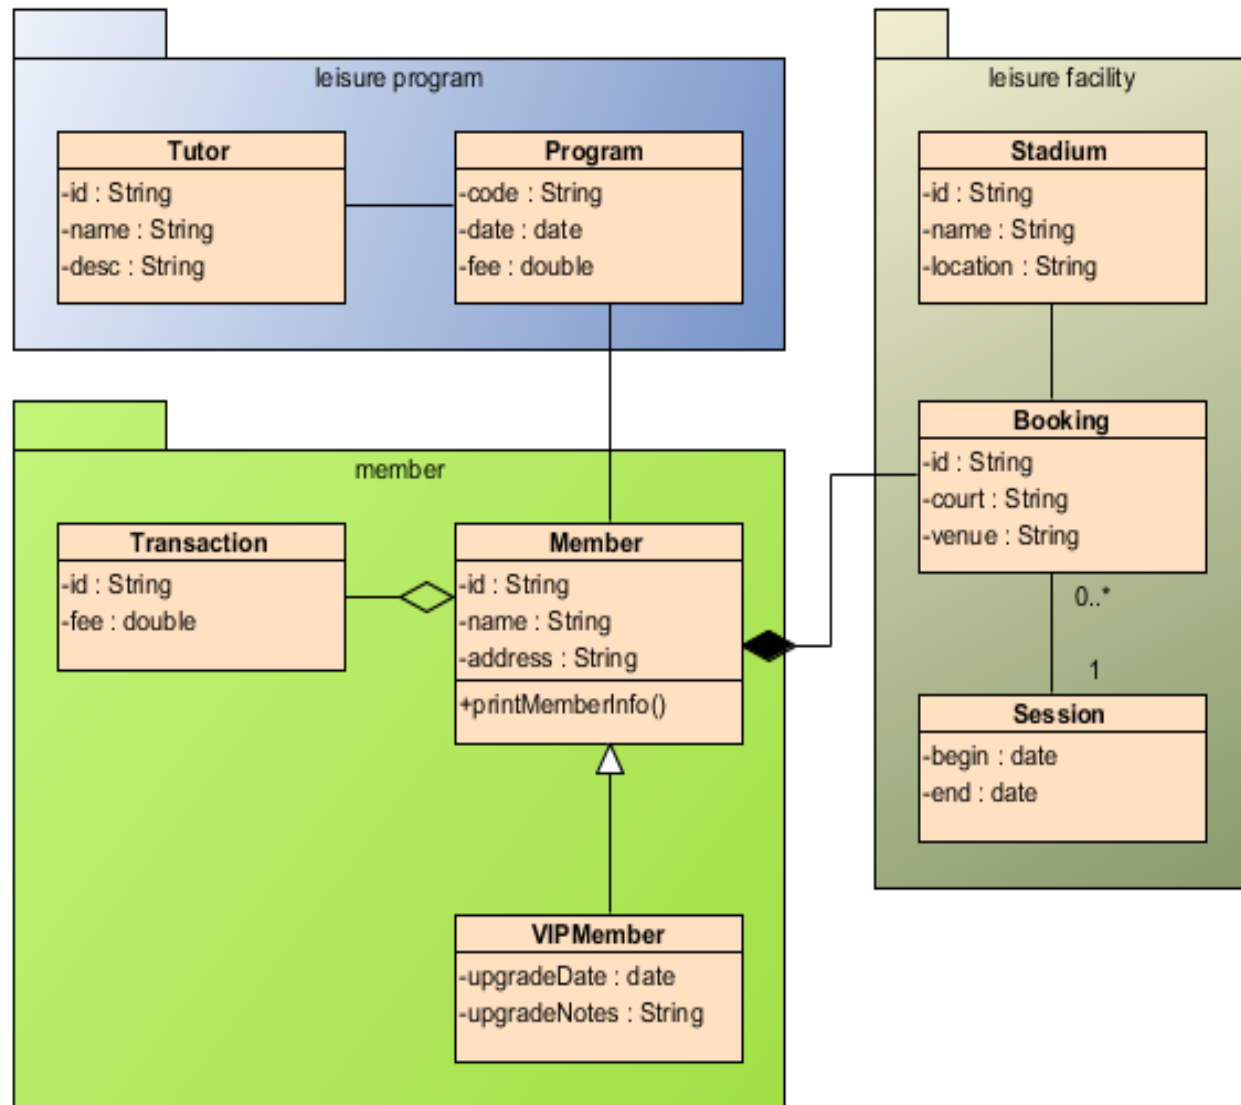 leisure program
Tutor
-id : String
-name : String
-desc : String
Program
-code : String
-date : date
-fee : double
leisure facility
Stadium
-id : String
-name : String
-location : String
Booking
-id : String
-court : String
-venue : String
0..*
1
Session
-begin : date
-end : date
member
Transaction
-id : String
-fee : double
Member
-id : String
-name : String
-address : String
+printMemberInfo()
VIPMember
-upgradeDate : date
-upgradeNotes : String